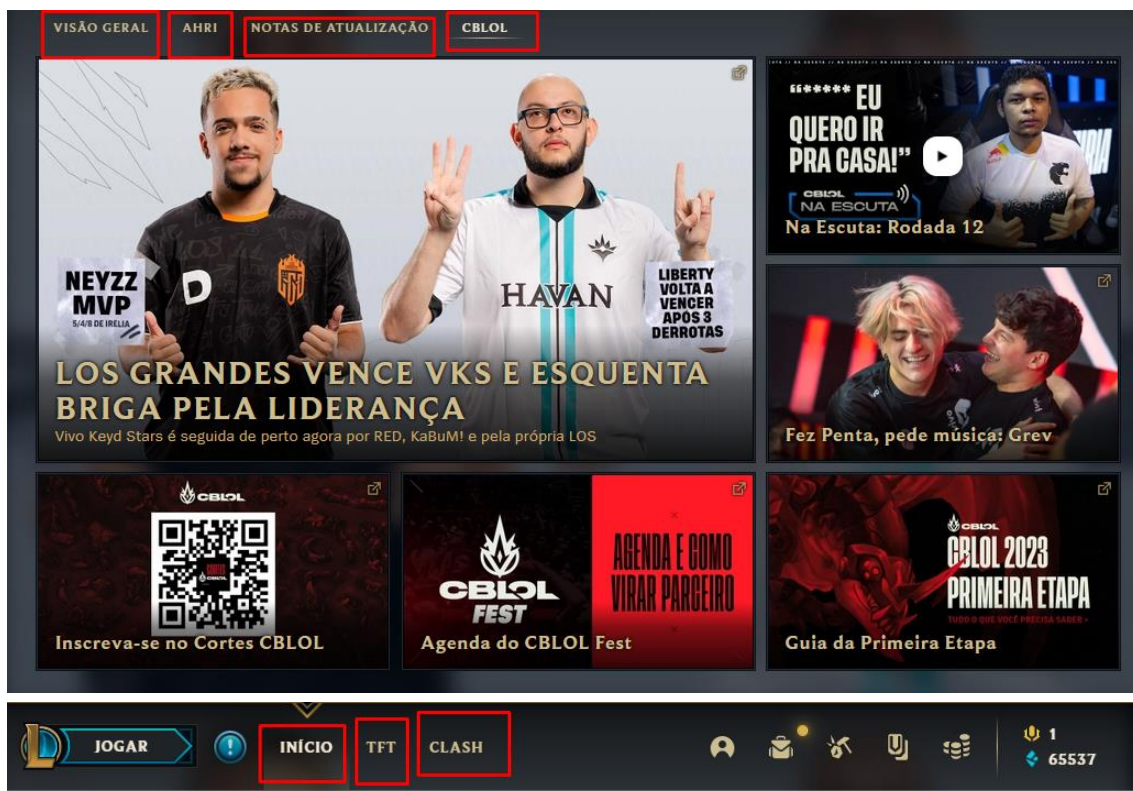 VISÃO GERAL
AHRI
NOTAS DE ATUALIZAÇÃO
CBLOL
NEYZZ
MVP
5/4/8 DE IRELIA
D
HAVAN
LIBERTY
VOLTA A
VENCER
APÓS 3
DERROTAS
LOS GRANDES VENCE VKS E ESQUENTA
BRIGA PELA LIDERANÇA
Vivo Keyd Stars é seguida de perto agora por RED, KaBuM! e pela própria LOS
“****** EU
QUERO IR
PRA CASA!”
CBLOL
NA ESCUTA
Na Escuta: Rodada 12
Fez Penta, pede música: Grev
CBLOL
CORTES
CBLOL
Inscreva-se no Cortes CBLOL
CBLOL
FEST
AGENDA E COMO
VIRAR PARCEIRO
Agenda do CBLOL Fest
CBLOL
CBLOL 2023
PRIMEIRA ETAPA
TUDO O QUE VOCÊ PRECISA SABER
Guia da Primeira Etapa
JOGAR
INÍCIO
TFT
CLASH
1
65537